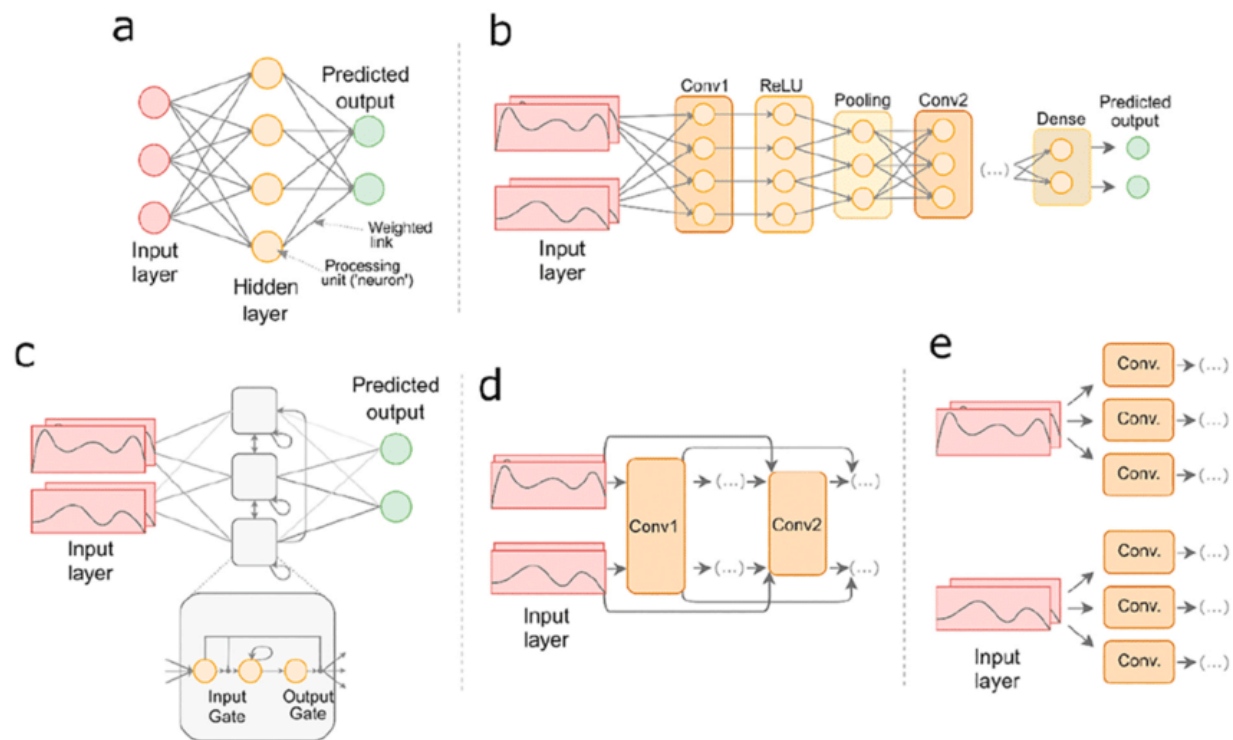 a
Predicted
output
Input
layer
Hidden
layer
Weighted
link
Processing
unit ('neuron')
b
Conv1
ReLU
Pooling
Conv2
Dense
Predicted
output
(...)
Input
layer
c
Predicted
output
Input
layer
Input
Gate
Output
Gate
d
Conv1
(...)
Conv2
(...)
(...)
(...)
Input
layer
e
Conv.
(...)
Conv.
(...)
Conv.
(...)
Conv.
(...)
Conv.
(...)
Conv.
(...)
Input
layer